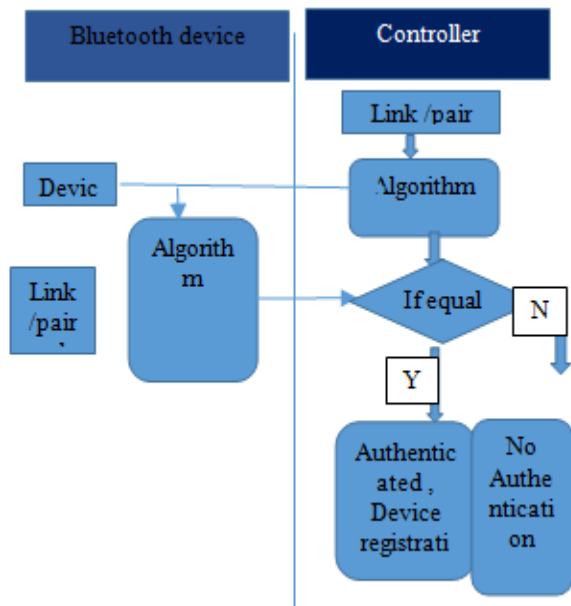 Bluetooth device
Controller
Link /pair
Devic
Algorithm
Algorith
m
Link
/pair
If equal
N
Y
Authentic
ated ,
Device
registrati
No
Authe
nticati
on